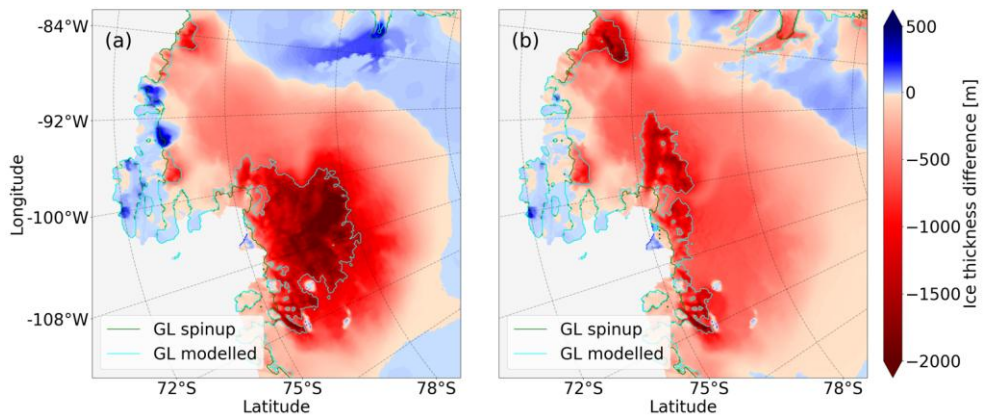 (a)
-84°W
-92°W
-100°W
-108°W
Longitude
GL spinup
GL modelled
72°S
75°S
78°S
Latitude
(b)
GL spinup
GL modelled
72°S
75°S
78°S
Latitude
500
0
−500
−1000
−1500
−2000
Ice thickness difference [m]